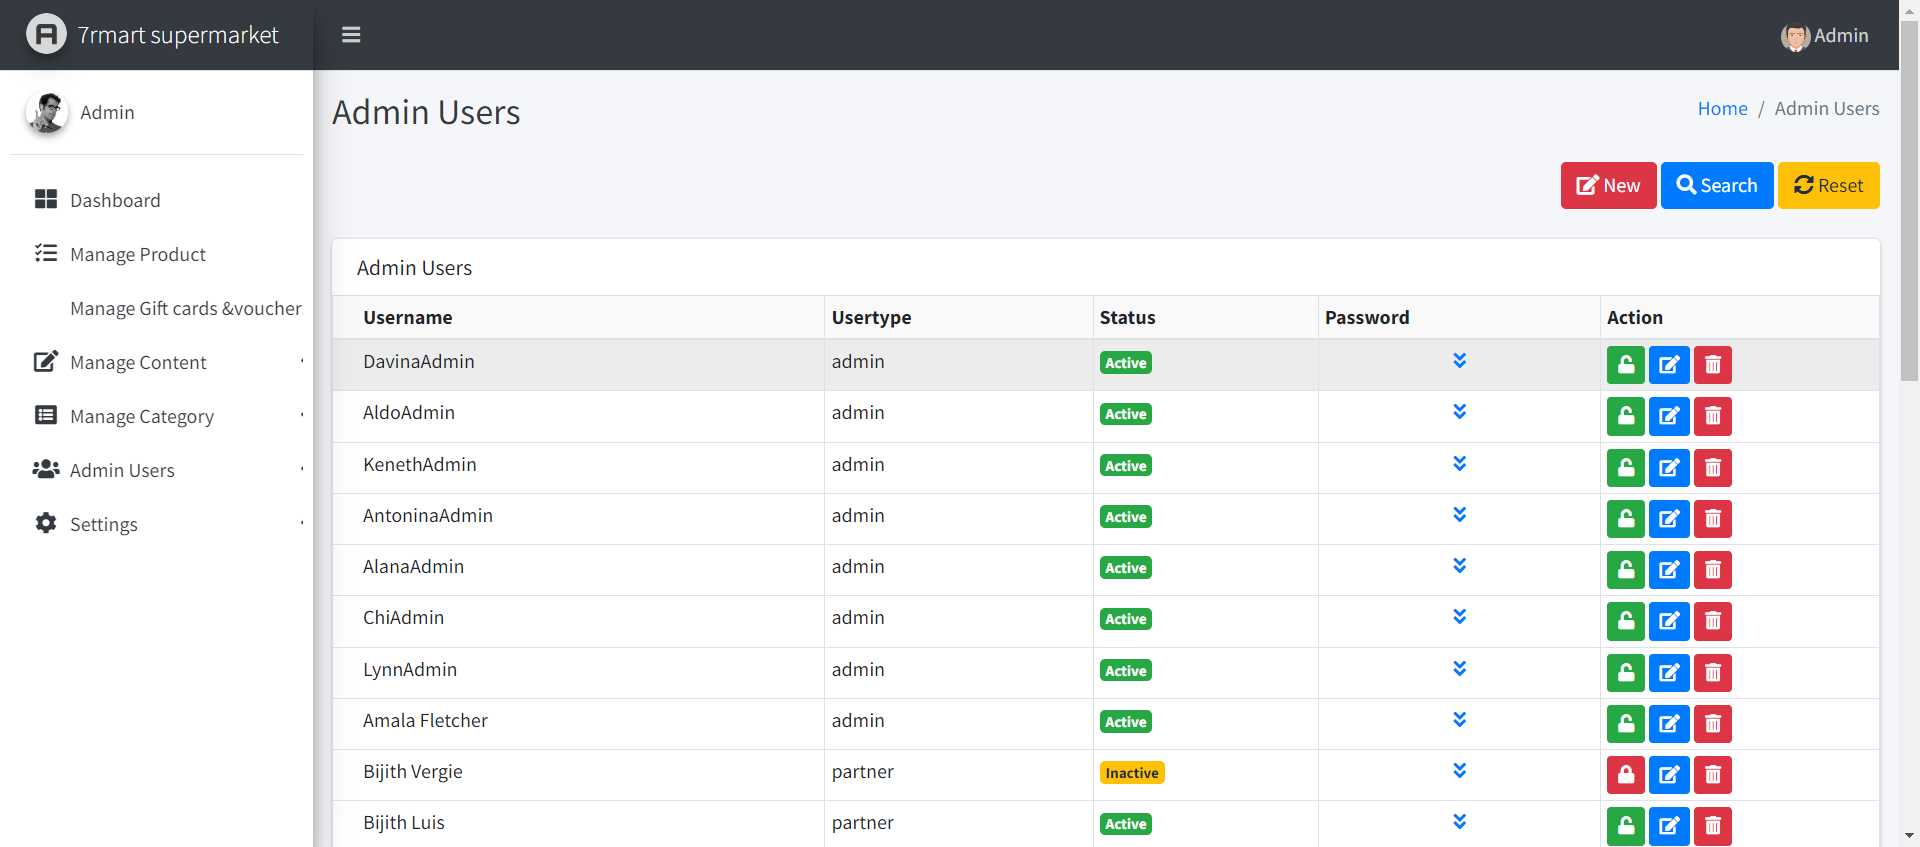 7rmart supermarket
Admin
Admin
Dashboard
Manage Product
Manage Gift cards &voucher
Manage Content
Manage Category
Admin Users
Settings
Admin Users
Home / Admin Users
New Search Reset
Admin Users
Username Usertype Status Password Action
DavinaAdmin admin Active
AldoAdmin admin Active
KenethAdmin admin Active
AntoninaAdmin admin Active
AlanaAdmin admin Active
ChiAdmin admin Active
LynnAdmin admin Active
Amala Fletcher admin Active
Bijith Vergie partner Inactive
Bijith Luis partner Active